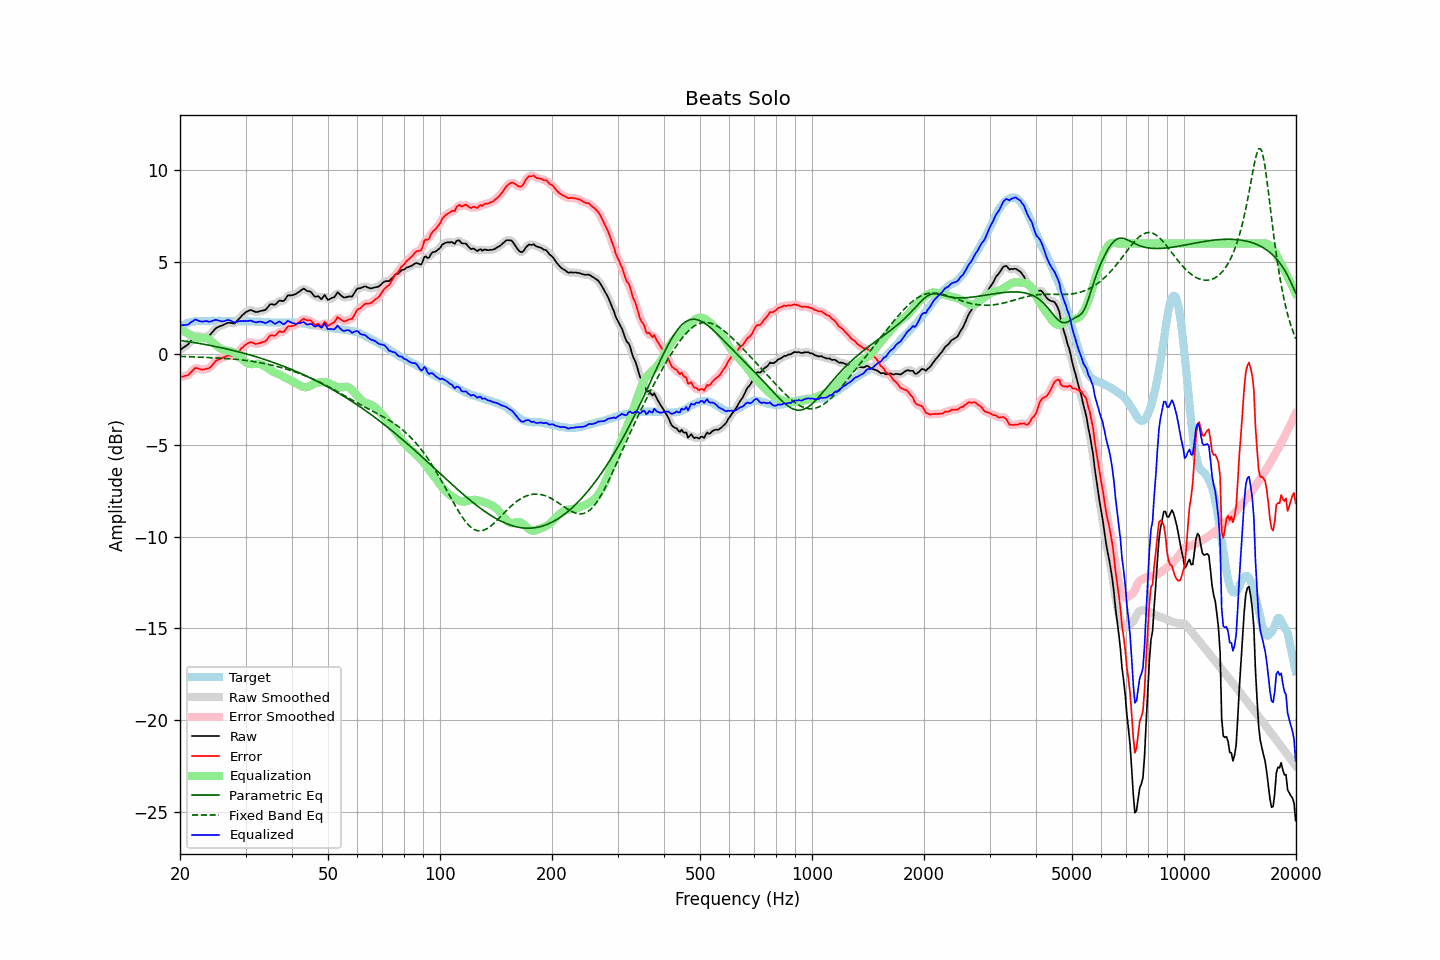 Beats Solo
Amplitude (dBr)
10
5
0
−5
−10
−15
−20
−25
Target
Raw Smoothed
Error Smoothed
Raw
Error
Equalization
Parametric Eq
Fixed Band Eq
Equalized
20 50 100 200 500 1000 2000 5000 10000 20000
Frequency (Hz)